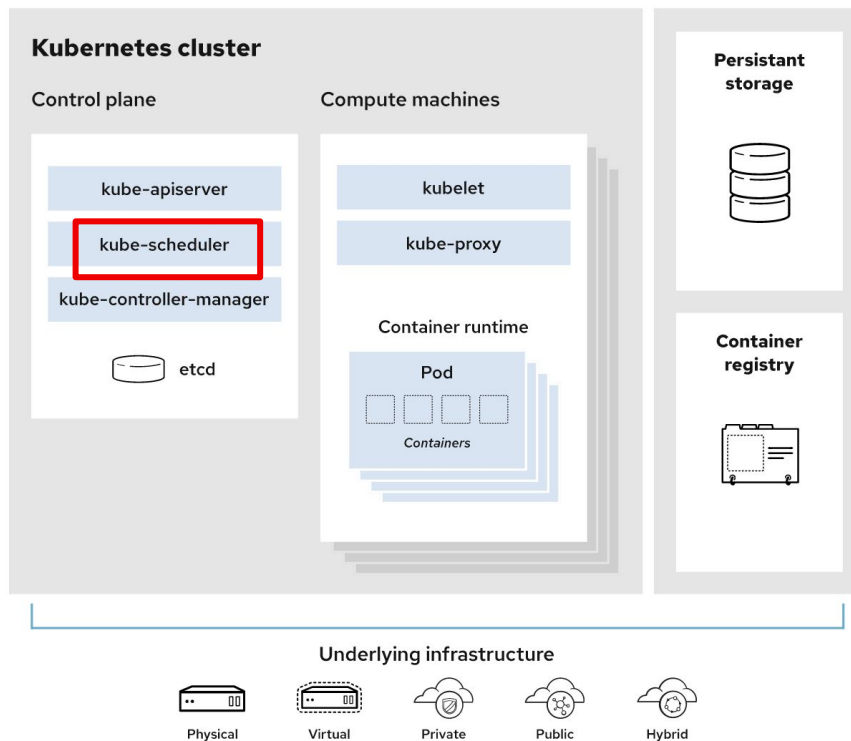 Kubernetes cluster
Control plane
kube-apiserver
kube-scheduler
kube-controller-manager
etcd
Compute machines
kubelet
kube-proxy
Container runtime
Pod
Containers
Persistant
storage
Container
registry
Underlying infrastructure
Physical
Virtual
Private
Public
Hybrid